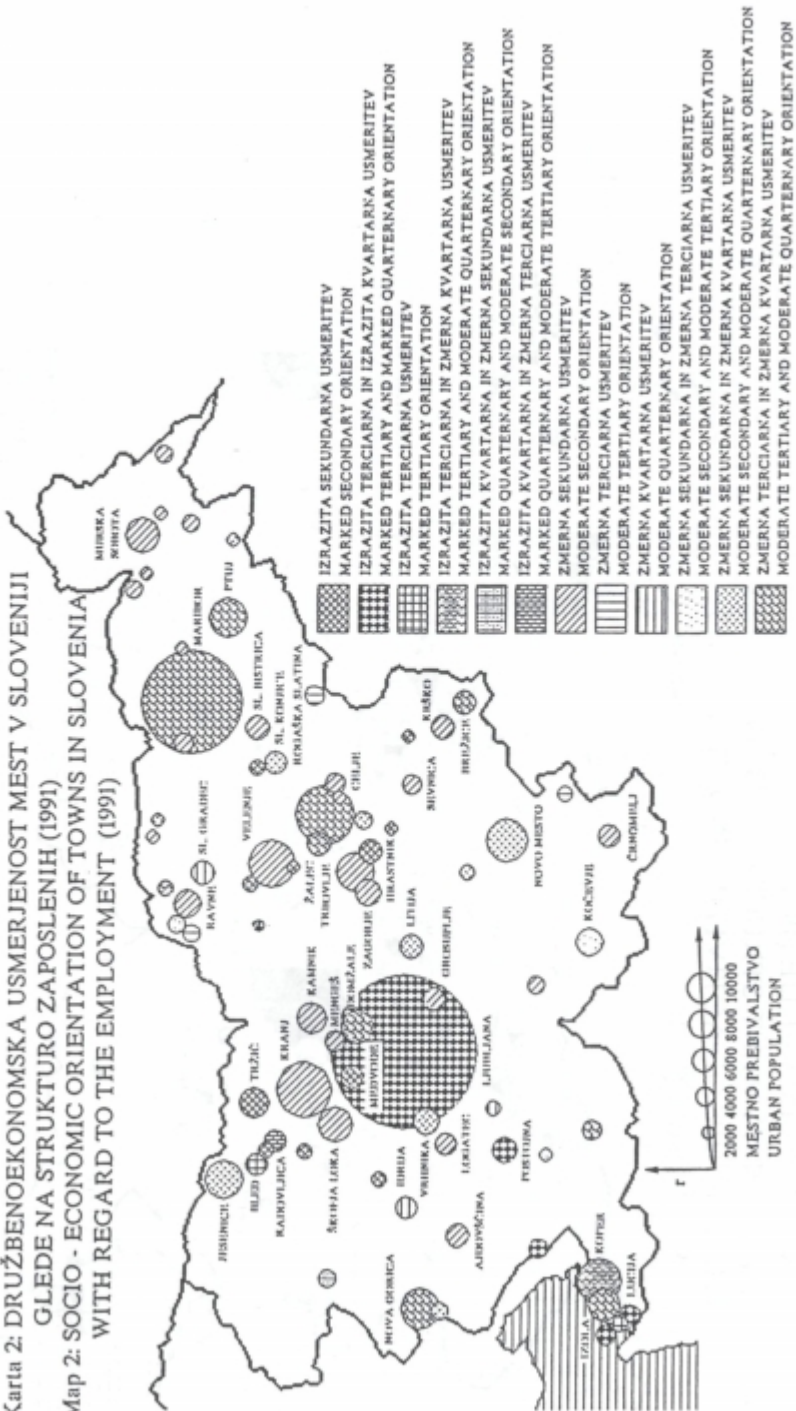 Karta 2: DRUŽBENOEKONOMSKA USMERJENOST MEST V SLOVENIJI
GLEDE NA STRUKTURO ZAPOSLENIH (1991)
Map 2: SOCIO - ECONOMIC ORIENTATION OF TOWNS IN SLOVENIA
WITH REGARD TO THE EMPLOYMENT (1991)
MURSKA
SOBOTA
MARIBOR
PTUJ
SL. BISTRICA
SL. KONJICE
ROGAŠKA SLATINA
SL. GRADEC
RAVNE
VELENJE
CELJE
ŽALEC
TRBOVLJE
ZAGORJE
HRASTNIK
SEVNICA
KRŠKO
BREŽICE
LITIJA
NOVO MESTO
ČRNOMELJ
KOČEVJE
GROSUPLJE
KAMNIK
MENGEŠ
DOMŽALE
MEDVODE
LJUBLJANA
KRANJ
TRŽIČ
JESENICE
BLED
RADOVLJICA
ŠKOFJA LOKA
IDRIJA
VRHNIKA
LOGATEC
POSTOJNA
AJDOVŠČINA
NOVA GORICA
KOPER
IZOLA
LUCIJA
IZRAZITA SEKUNDARNA USMERITEV
MARKED SECONDARY ORIENTATION
IZRAZITA TERCIARNA IN IZRAZITA KVARTARNA USMERITEV
MARKED TERTIARY AND MARKED QUARTERNARY ORIENTATION
IZRAZITA TERCIARNA USMERITEV
MARKED TERTIARY ORIENTATION
IZRAZITA TERCIARNA IN ZMERNA KVARTARNA USMERITEV
MARKED TERTIARY AND MODERATE QUARTERNARY ORIENTATION
IZRAZITA KVARTARNA IN ZMERNA SEKUNDARNA USMERITEV
MARKED QUARTERNARY AND MODERATE SECONDARY ORIENTATION
IZRAZITA KVARTARNA IN ZMERNA TERCIARNA USMERITEV
MARKED QUARTERNARY AND MODERATE TERTIARY ORIENTATION
ZMERNA SEKUNDARNA USMERITEV
MODERATE SECONDARY ORIENTATION
ZMERNA TERCIARNA USMERITEV
MODERATE TERTIARY ORIENTATION
ZMERNA KVARTARNA USMERITEV
MODERATE QUARTERNARY ORIENTATION
ZMERNA SEKUNDARNA IN ZMERNA TERCIARNA USMERITEV
MODERATE SECONDARY AND MODERATE TERTIARY ORIENTATION
ZMERNA SEKUNDARNA IN ZMERNA KVARTARNA USMERITEV
MODERATE SECONDARY AND MODERATE QUARTERNARY ORIENTATION
ZMERNA TERCIARNA IN ZMERNA KVARTARNA USMERITEV
MODERATE TERTIARY AND MODERATE QUARTERNARY ORIENTATION
r
2000 4000 6000 8000 10000
MESTNO PREBIVALSTVO
URBAN POPULATION